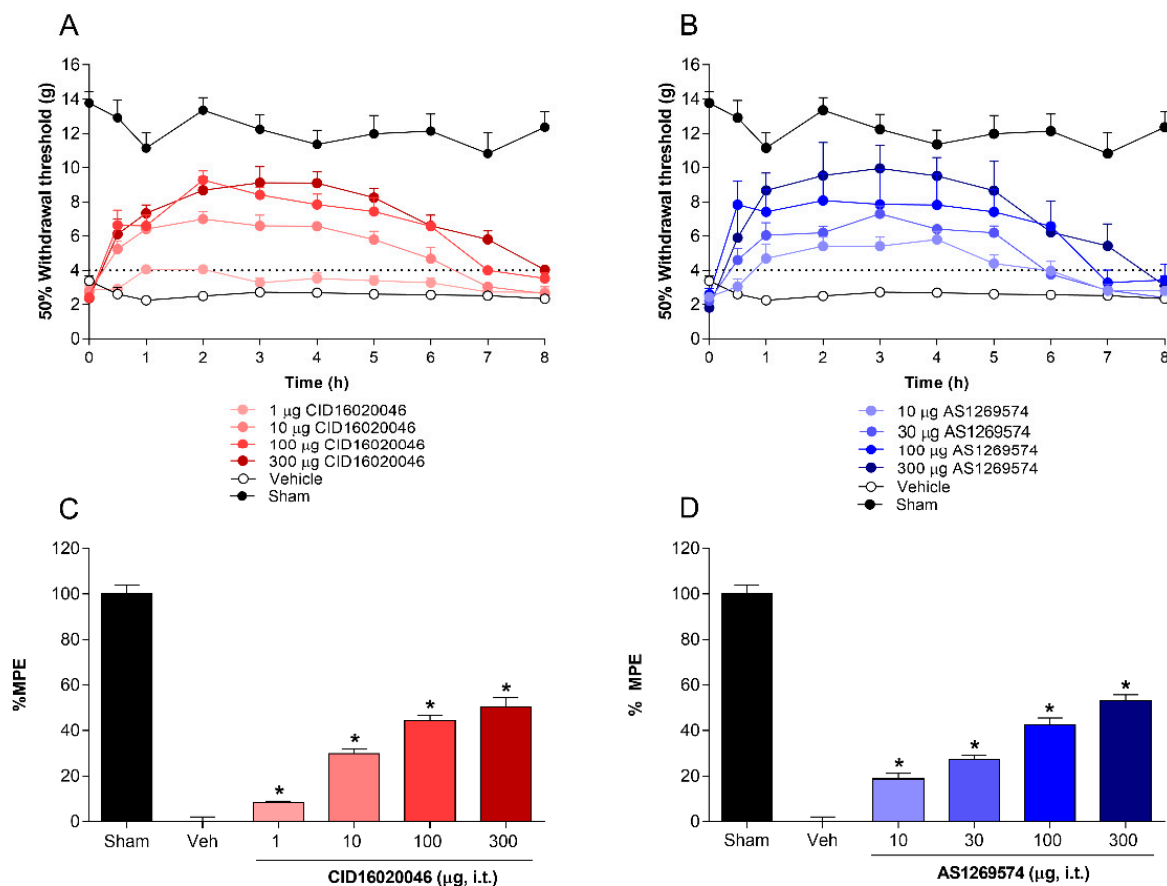 A
50% Withdrawal threshold (g)
16
14
12
10
8
6
4
2
0
0 1 2 3 4 5 6 7 8
Time (h)
1 μg CID16020046
10 μg CID16020046
100 μg CID16020046
300 μg CID16020046
Vehicle
Sham
B
50% Withdrawal threshold (g)
16
14
12
10
8
6
4
2
0
0 1 2 3 4 5 6 7 8
Time (h)
10 μg AS1269574
30 μg AS1269574
100 μg AS1269574
300 μg AS1269574
Vehicle
Sham
C
%MPE
120
100
80
60
40
20
0
* * * *
Sham Veh 1 10 100 300
CID16020046 (μg, i.t.)
D
% MPE
120
100
80
60
40
20
0
* * * *
Sham Veh 10 30 100 300
AS1269574 (μg, i.t.)